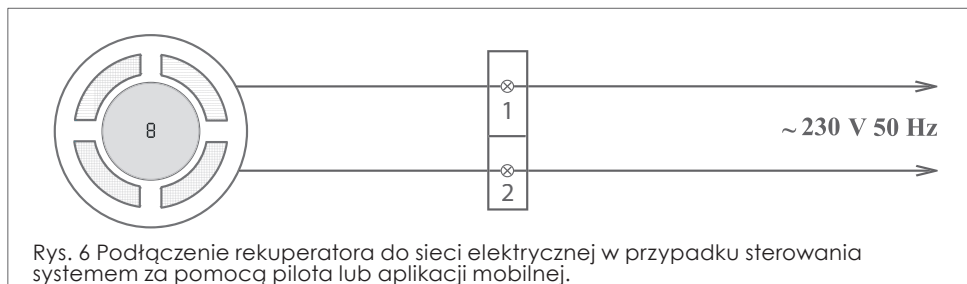 8
1
~ 230 V 50 Hz
2
Rys. 6 Podłączenie rekuperatora do sieci elektrycznej w przypadku sterowania
systemem za pomocą pilota lub aplikacji mobilnej.